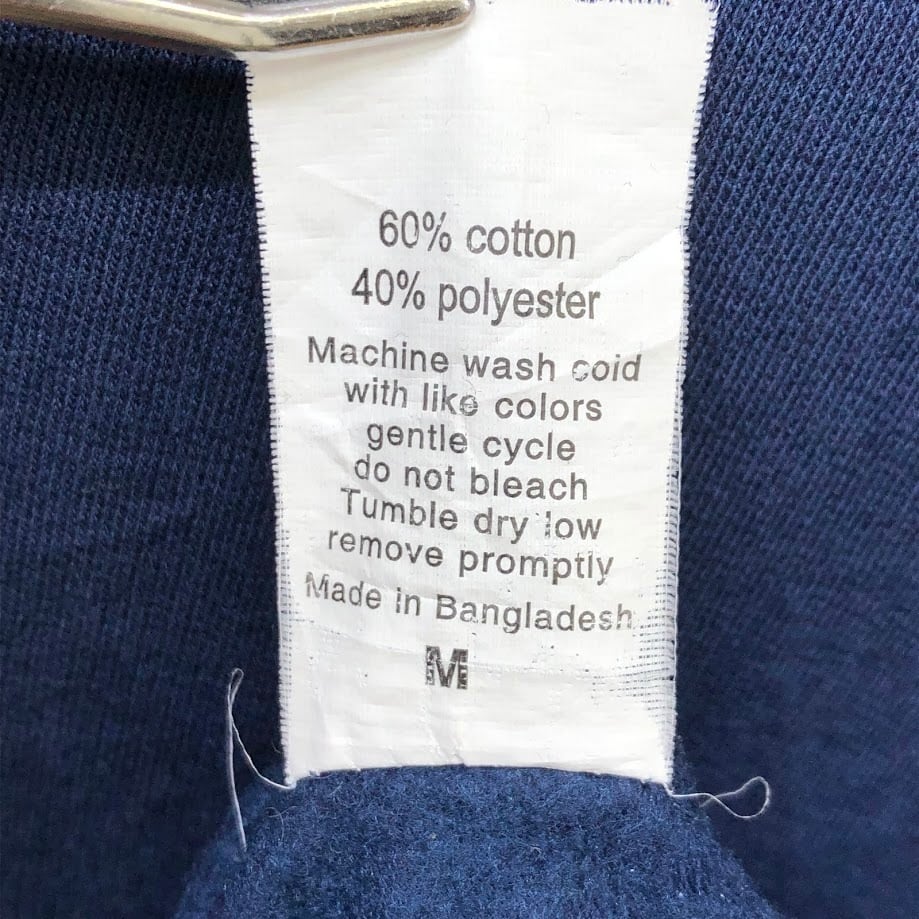 60% cotton
40% polyester
Machine wash coid
with like colors
gentle cycle
do not bleach
Tumble dry low
remove promptly
Made in Bangladesh
M